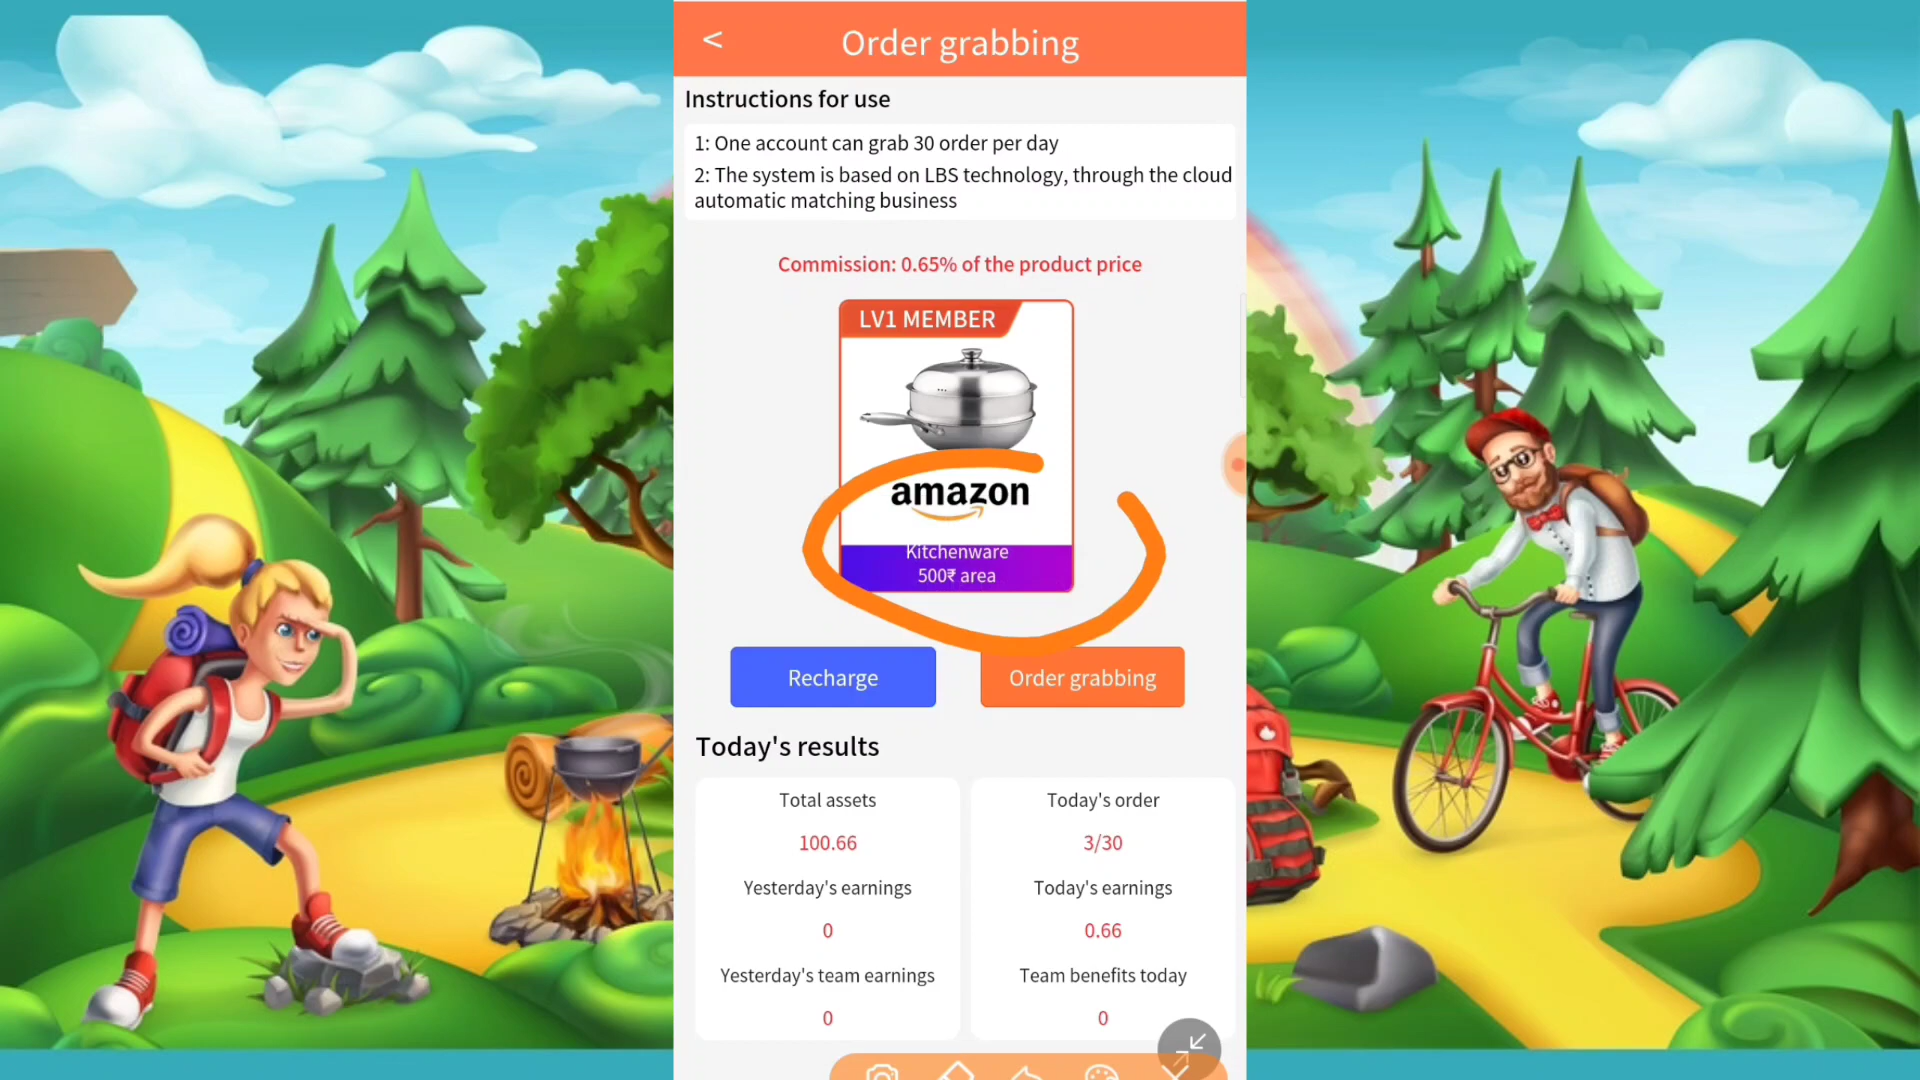 < Order grabbing
Instructions for use
1: One account can grab 30 order per day
2: The system is based on LBS technology, through the cloud
automatic matching business
Commission: 0.65% of the product price
LV1 MEMBER
amazon
Kitchenware
500₹ area
Recharge
Order grabbing
Today's results
Total assets
100.66
Today's order
3/30
Yesterday's earnings
0
Today's earnings
0.66
Yesterday's team earnings
0
Team benefits today
0